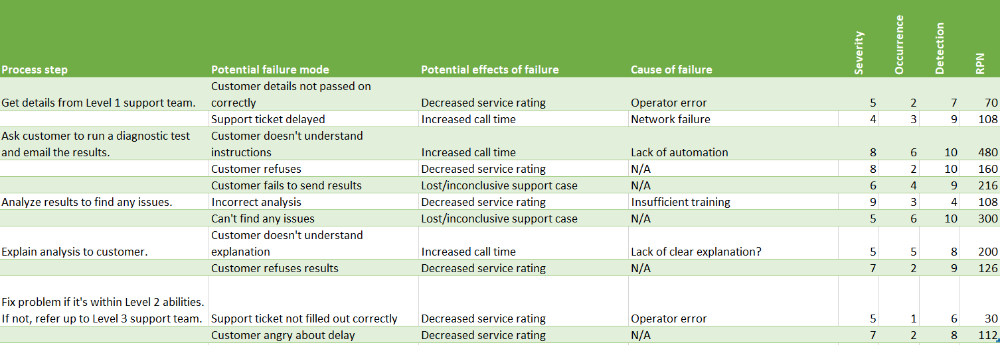 Process step Potential failure mode Potential effects of failure Cause of failure Severity Occurrence Detection RPN
Customer details not passed on
Get details from Level 1 support team. correctly Decreased service rating Operator error 5 2 7 70
Support ticket delayed Increased call time Network failure 4 3 9 108
Ask customer to run a diagnostic test Customer doesn't understand
and email the results. instructions Increased call time Lack of automation 8 6 10 480
Customer refuses Decreased service rating N/A 8 2 10 160
Customer fails to send results Lost/inconclusive support case N/A 6 4 9 216
Analyze results to find any issues. Incorrect analysis Decreased service rating Insufficient training 9 3 4 108
Can't find any issues Lost/inconclusive support case N/A 5 6 10 300
Customer doesn't understand
Explain analysis to customer. explanation Increased call time Lack of clear explanation? 5 5 8 200
Customer refuses results Decreased service rating N/A 7 2 9 126
Fix problem if it's within Level 2 abilities.
If not, refer up to Level 3 support team. Support ticket not filled out correctly Decreased service rating Operator error 5 1 6 30
Customer angry about delay Decreased service rating N/A 7 2 8 112